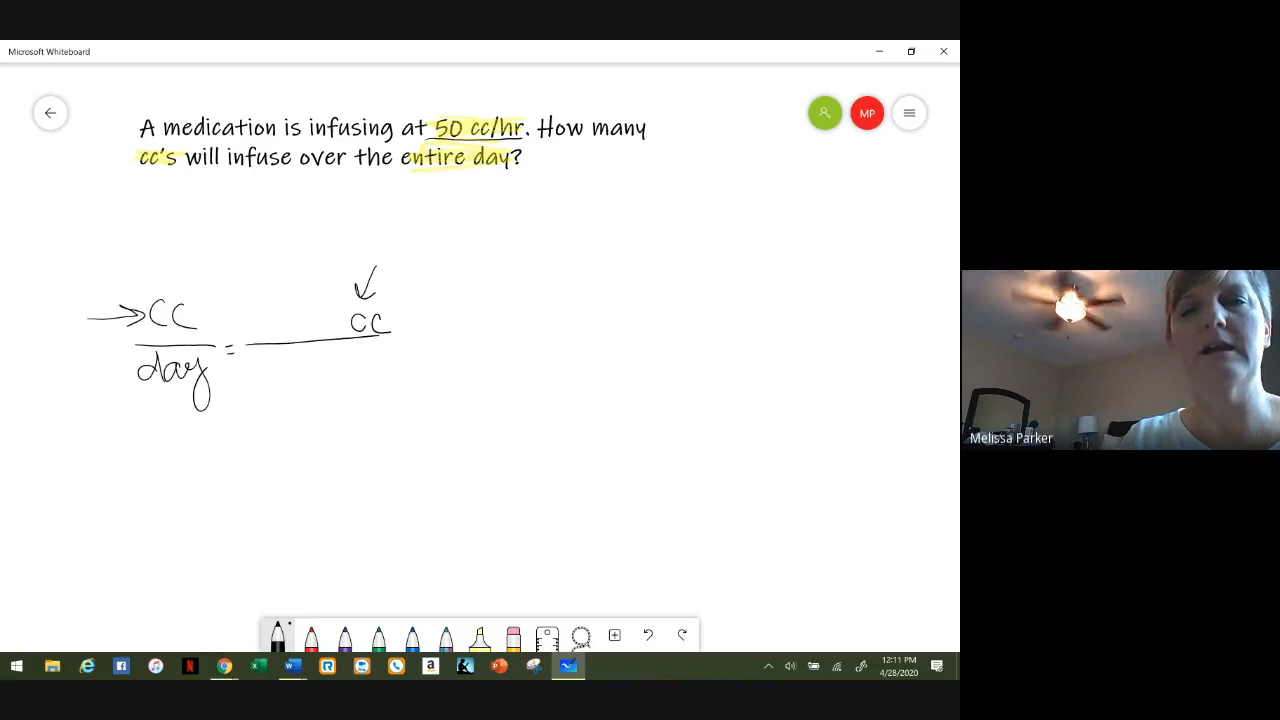 Microsoft Whiteboard
MP
A medication is infusing at 50 cc/hr. How many
cc's will infuse over the entire day?
CC
CC
day =
Melissa Parker
12:11 PM
4/28/2020